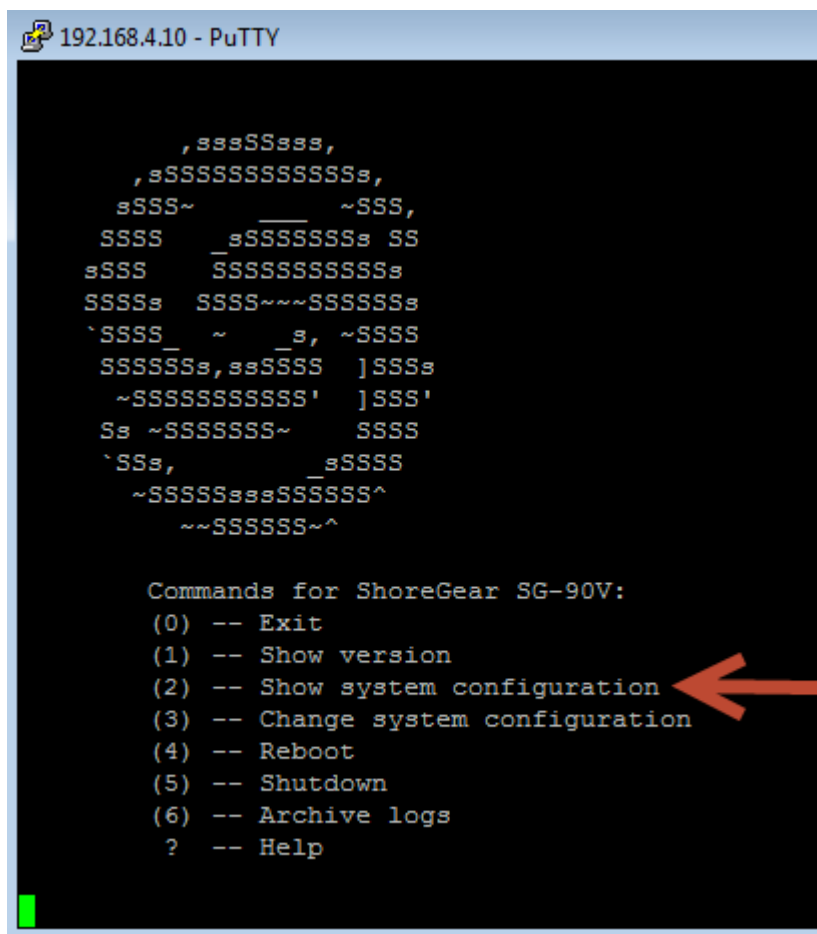 192.168.4.10 - PuTTY
,sssSSsss,
,sSSSSSSSSSSSSSs,
sSSS~     ___  ~SSS,
SSSS   _sSSSSSSSs SS
sSSS    SSSSSSSSSSSs
SSSSs  SSSS~~~SSSSSSs
`SSSS_  ~   _s, ~SSSS
SSSSSSs,ssSSSS  ]SSSs
~SSSSSSSSSSS'  ]SSS'
Ss ~SSSSSSS~    SSSS
`SSs,        _sSSSS
~SSSSSsssSSSSSS^
~~SSSSSS~^
Commands for ShoreGear SG-90V:
(0) -- Exit
(1) -- Show version
(2) -- Show system configuration
(3) -- Change system configuration
(4) -- Reboot
(5) -- Shutdown
(6) -- Archive logs
? -- Help